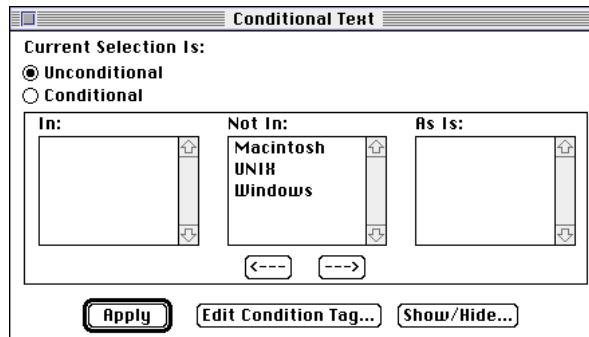 Conditional Text
Current Selection Is:
Unconditional
Conditional
In: Not In: As Is:
Macintosh
UNIX
Windows
<--- --->
Apply Edit Condition Tag... Show/Hide...